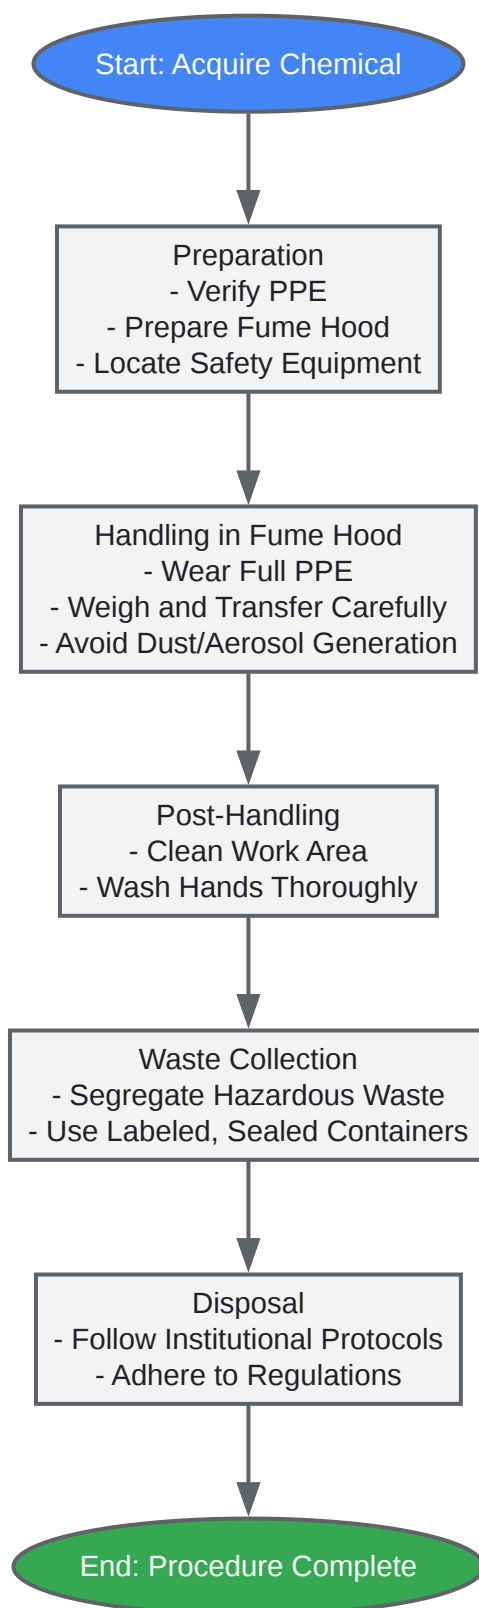 Start: Acquire Chemical
Preparation
- Verify PPE
- Prepare Fume Hood
- Locate Safety Equipment
Handling in Fume Hood
- Wear Full PPE
- Weigh and Transfer Carefully
- Avoid Dust/Aerosol Generation
Post-Handling
- Clean Work Area
- Wash Hands Thoroughly
Waste Collection
- Segregate Hazardous Waste
- Use Labeled, Sealed Containers
Disposal
- Follow Institutional Protocols
- Adhere to Regulations
End: Procedure Complete